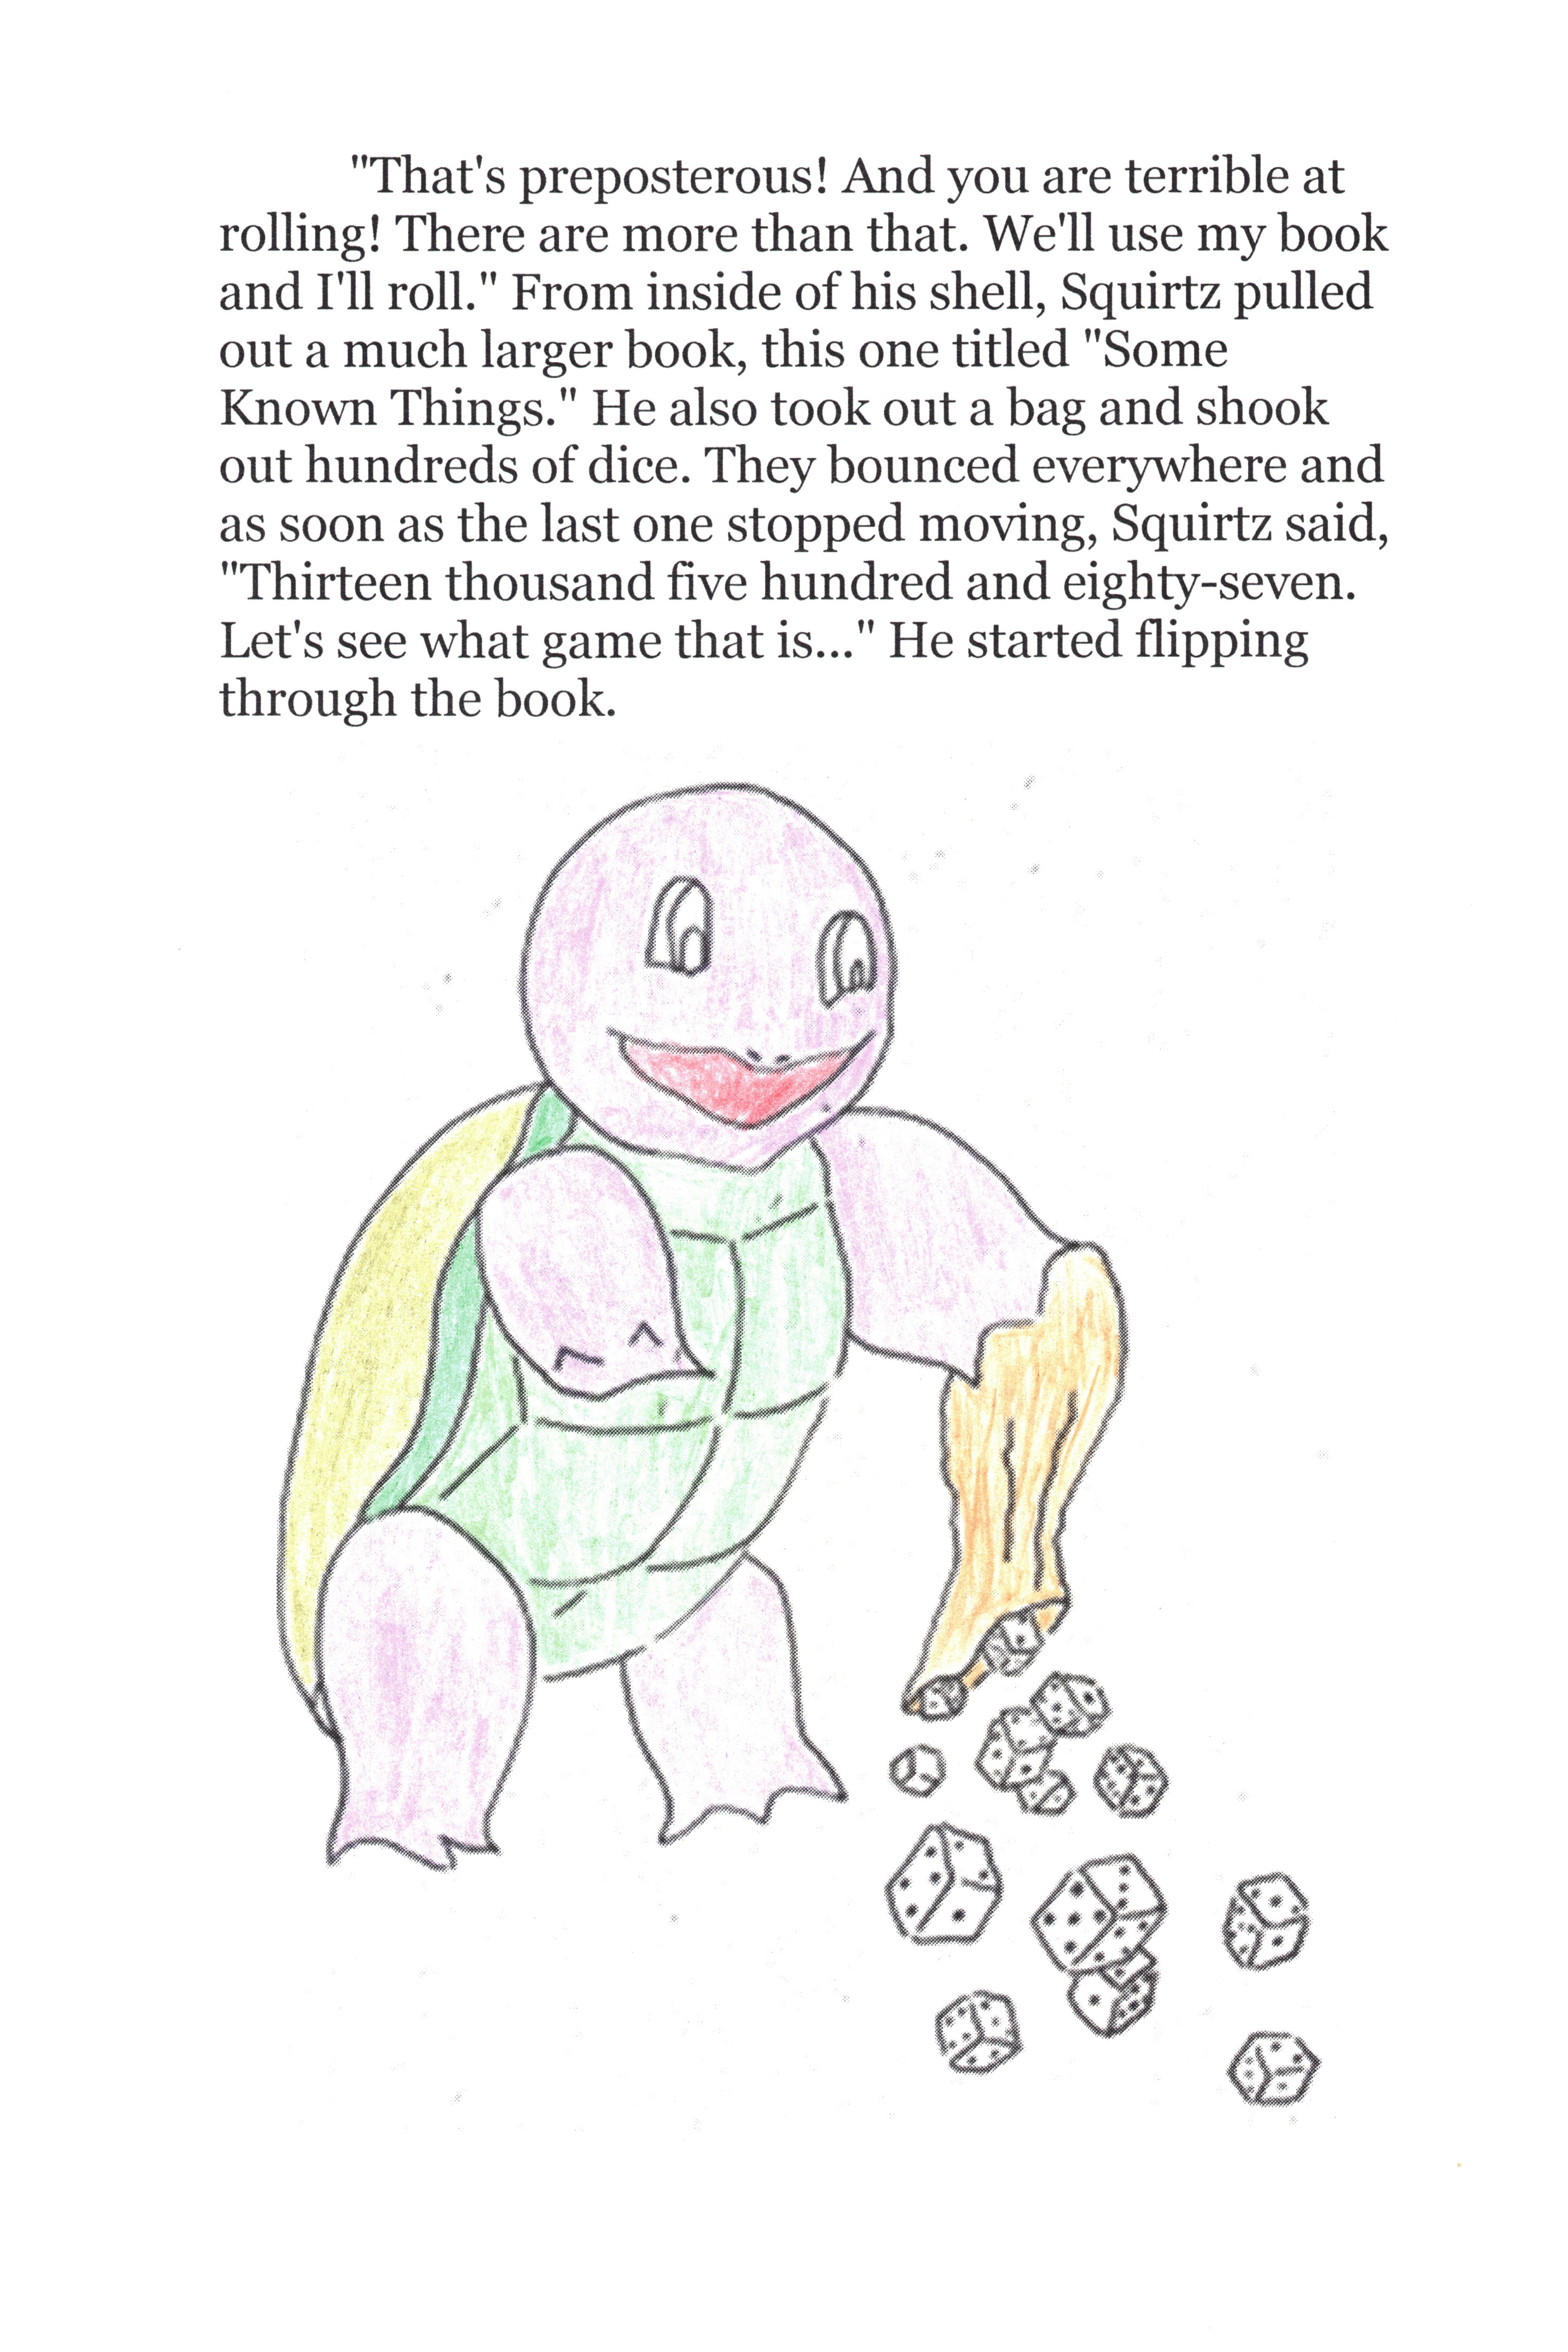 "That's preposterous! And you are terrible at
rolling! There are more than that. We'll use my book
and I'll roll." From inside of his shell, Squirtz pulled
out a much larger book, this one titled "Some
Known Things." He also took out a bag and shook
out hundreds of dice. They bounced everywhere and
as soon as the last one stopped moving, Squirtz said,
"Thirteen thousand five hundred and eighty-seven.
Let's see what game that is..." He started flipping
through the book.